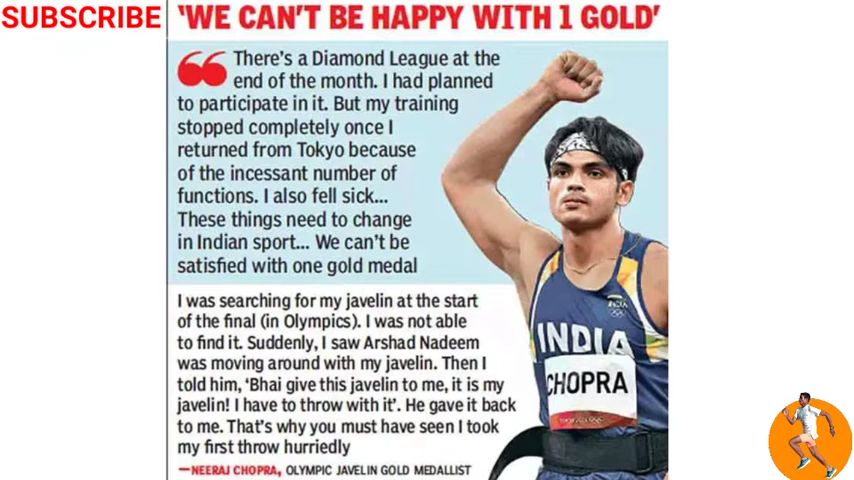 SUBSCRIBE
'WE CAN'T BE HAPPY WITH 1 GOLD'
There's a Diamond League at the
end of the month. I had planned
to participate in it. But my training
stopped completely once I
returned from Tokyo because
of the incessant number of
functions. I also fell sick...
These things need to change
in Indian sport... We can't be
satisfied with one gold medal
I was searching for my javelin at the start
of the final (in Olympics). I was not able
to find it. Suddenly, I saw Arshad Nadeem
was moving around with my javelin. Then I
told him, 'Bhai give this javelin to me, it is my
javelin! I have to throw with it'. He gave it back
to me. That's why you must have seen I took
my first throw hurriedly
—NEERAJ CHOPRA, OLYMPIC JAVELIN GOLD MEDALLIST
INDIA
CHOPRA